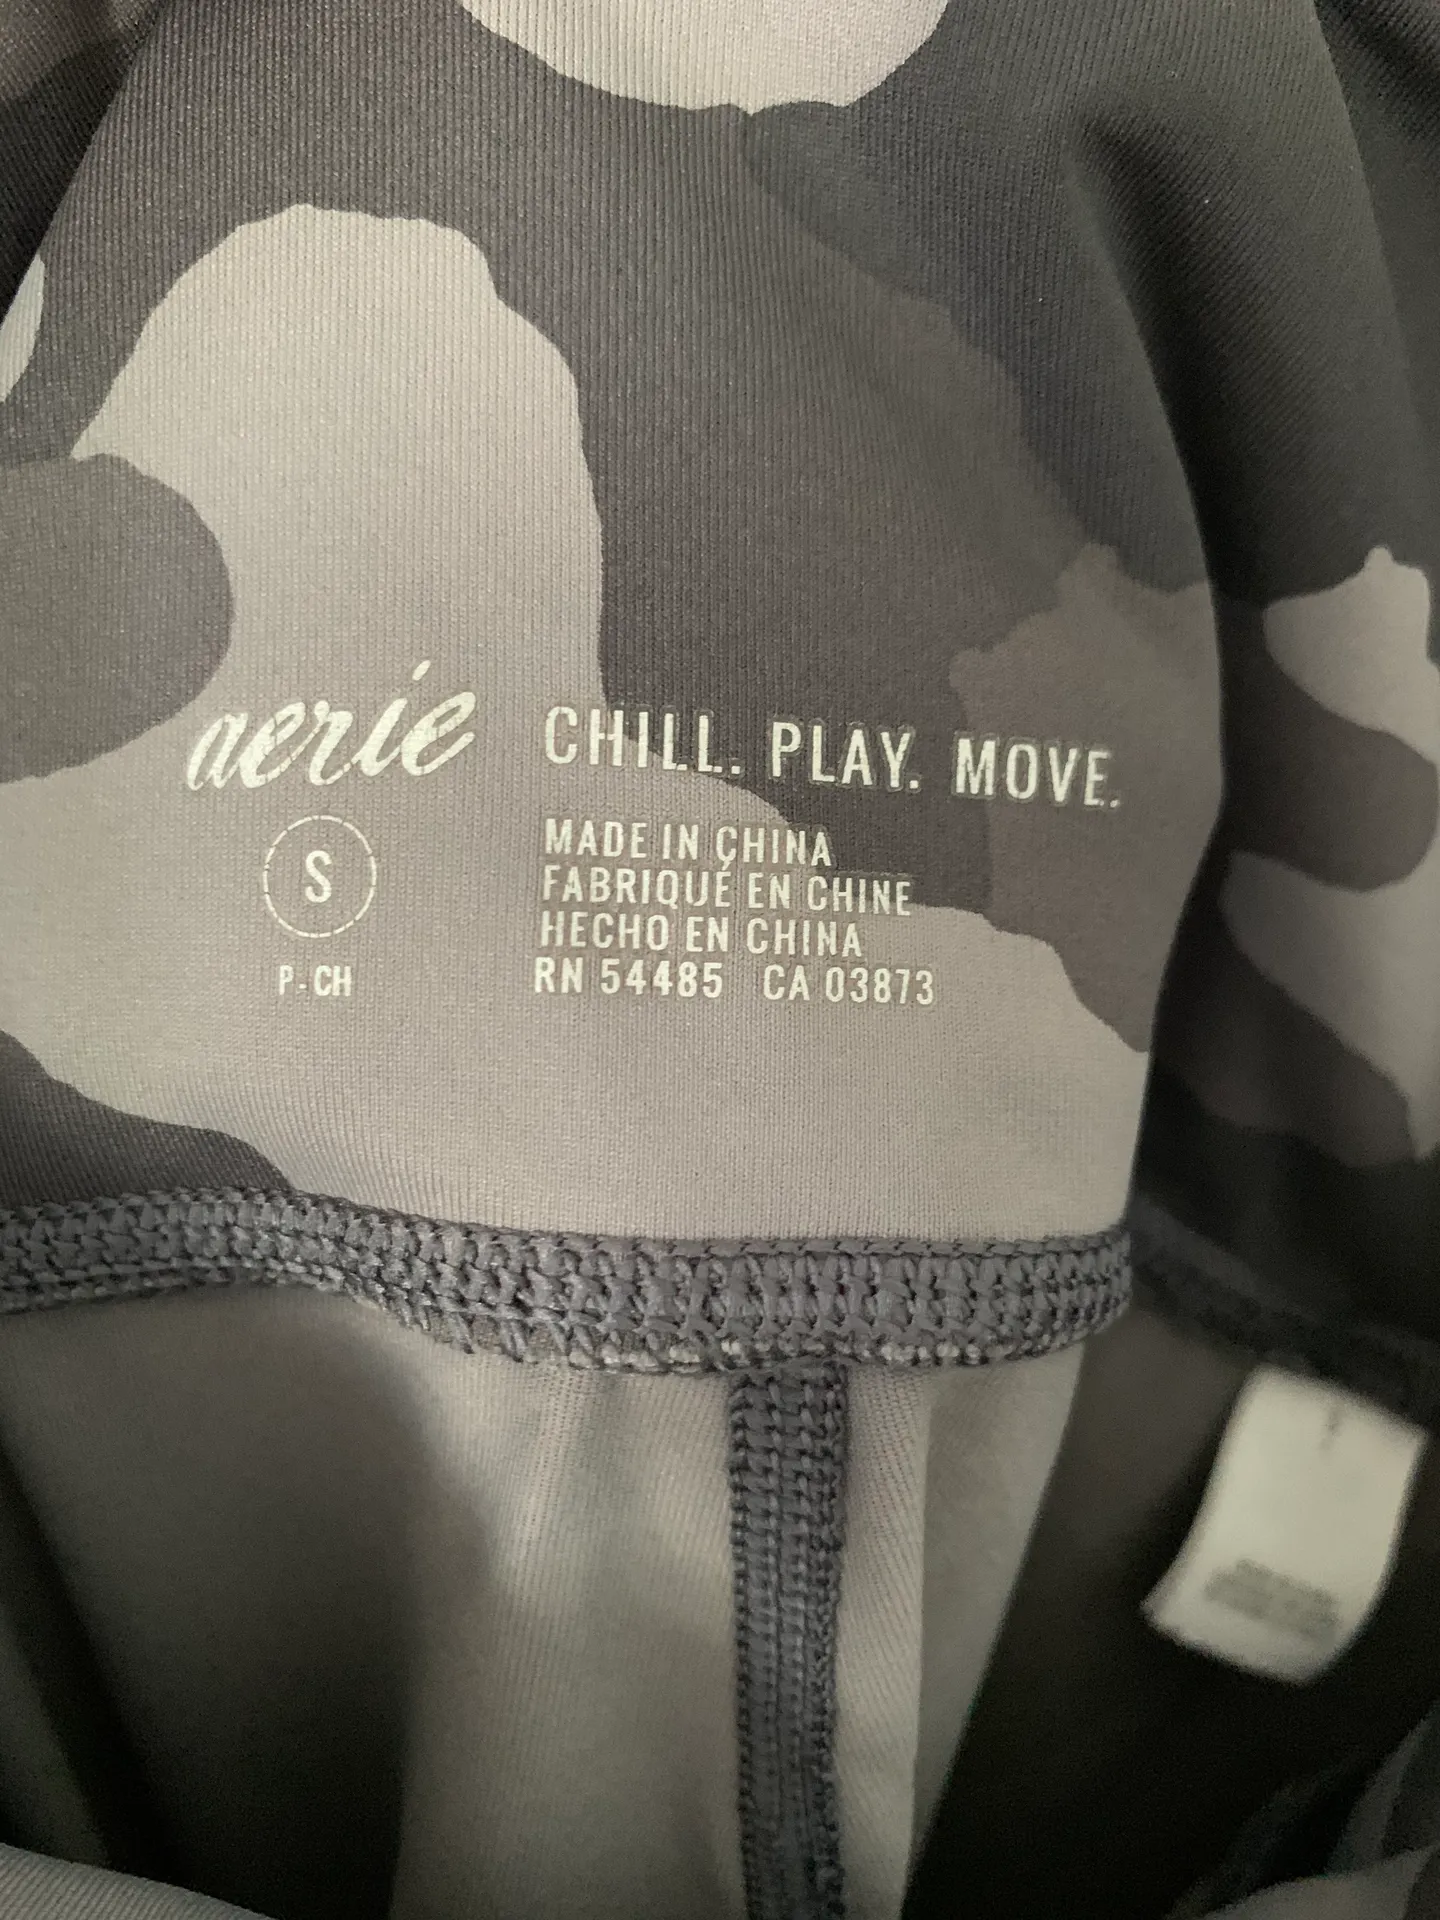 aerie
S
P-CH
CHILL. PLAY. MOVE.
MADE IN CHINA
FABRIQUÉ EN CHINE
HECHO EN CHINA
RN 54485 CA 03873